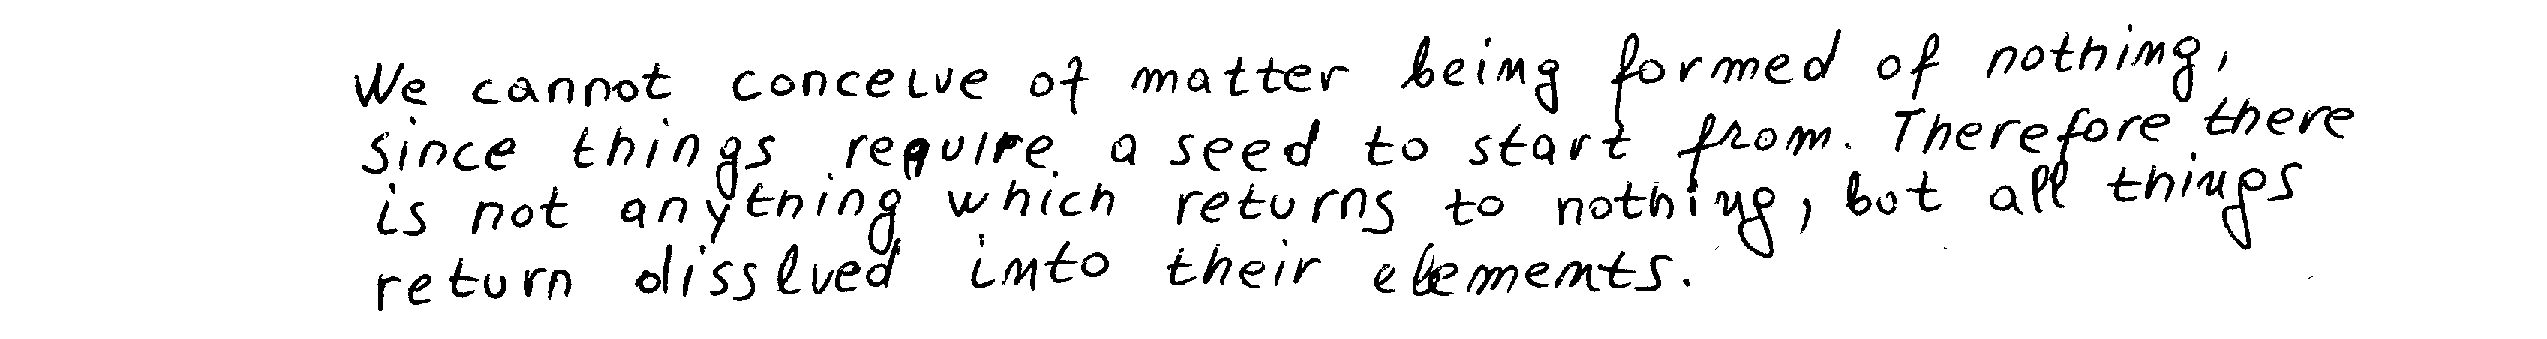 We cannot conceive of matter being formed of nothing,
since things require a seed to start from. Therefore there
is not anything which returns to nothing, but all things
return disslved into their elements.